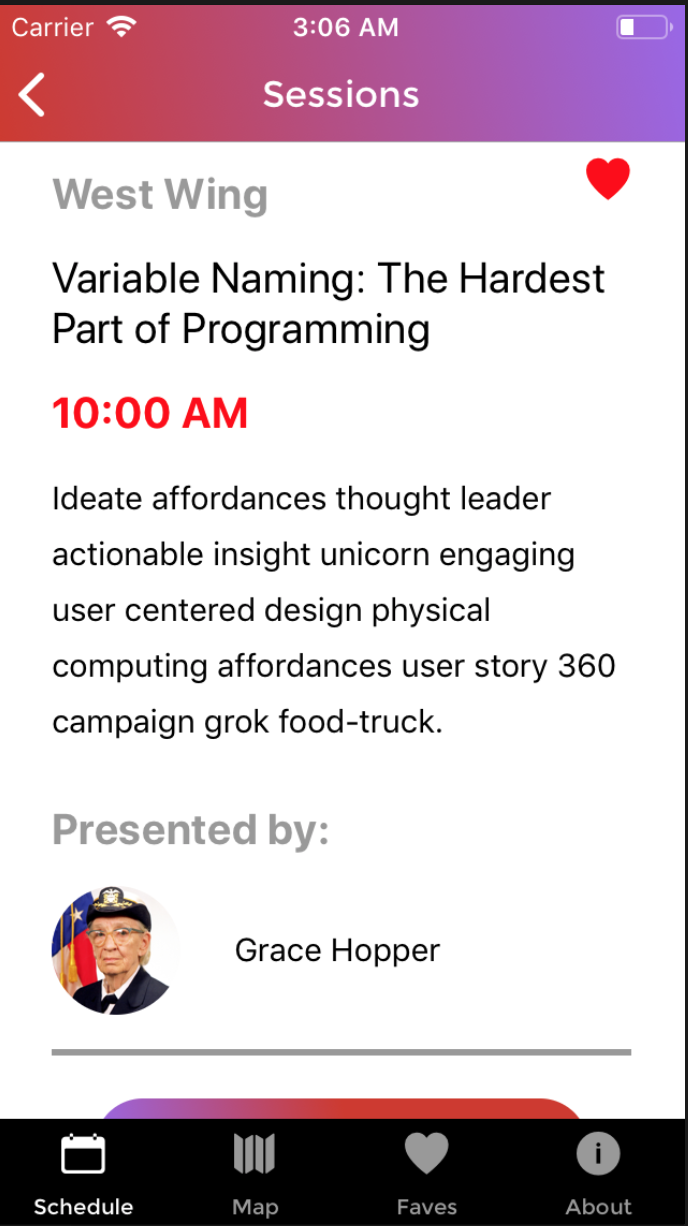 Carrier 3:06 AM
Sessions
West Wing
Variable Naming: The Hardest
Part of Programming
10:00 AM
Ideate affordances thought leader
actionable insight unicorn engaging
user centered design physical
computing affordances user story 360
campaign grok food-truck.
Presented by:
Grace Hopper
Schedule Map Faves About